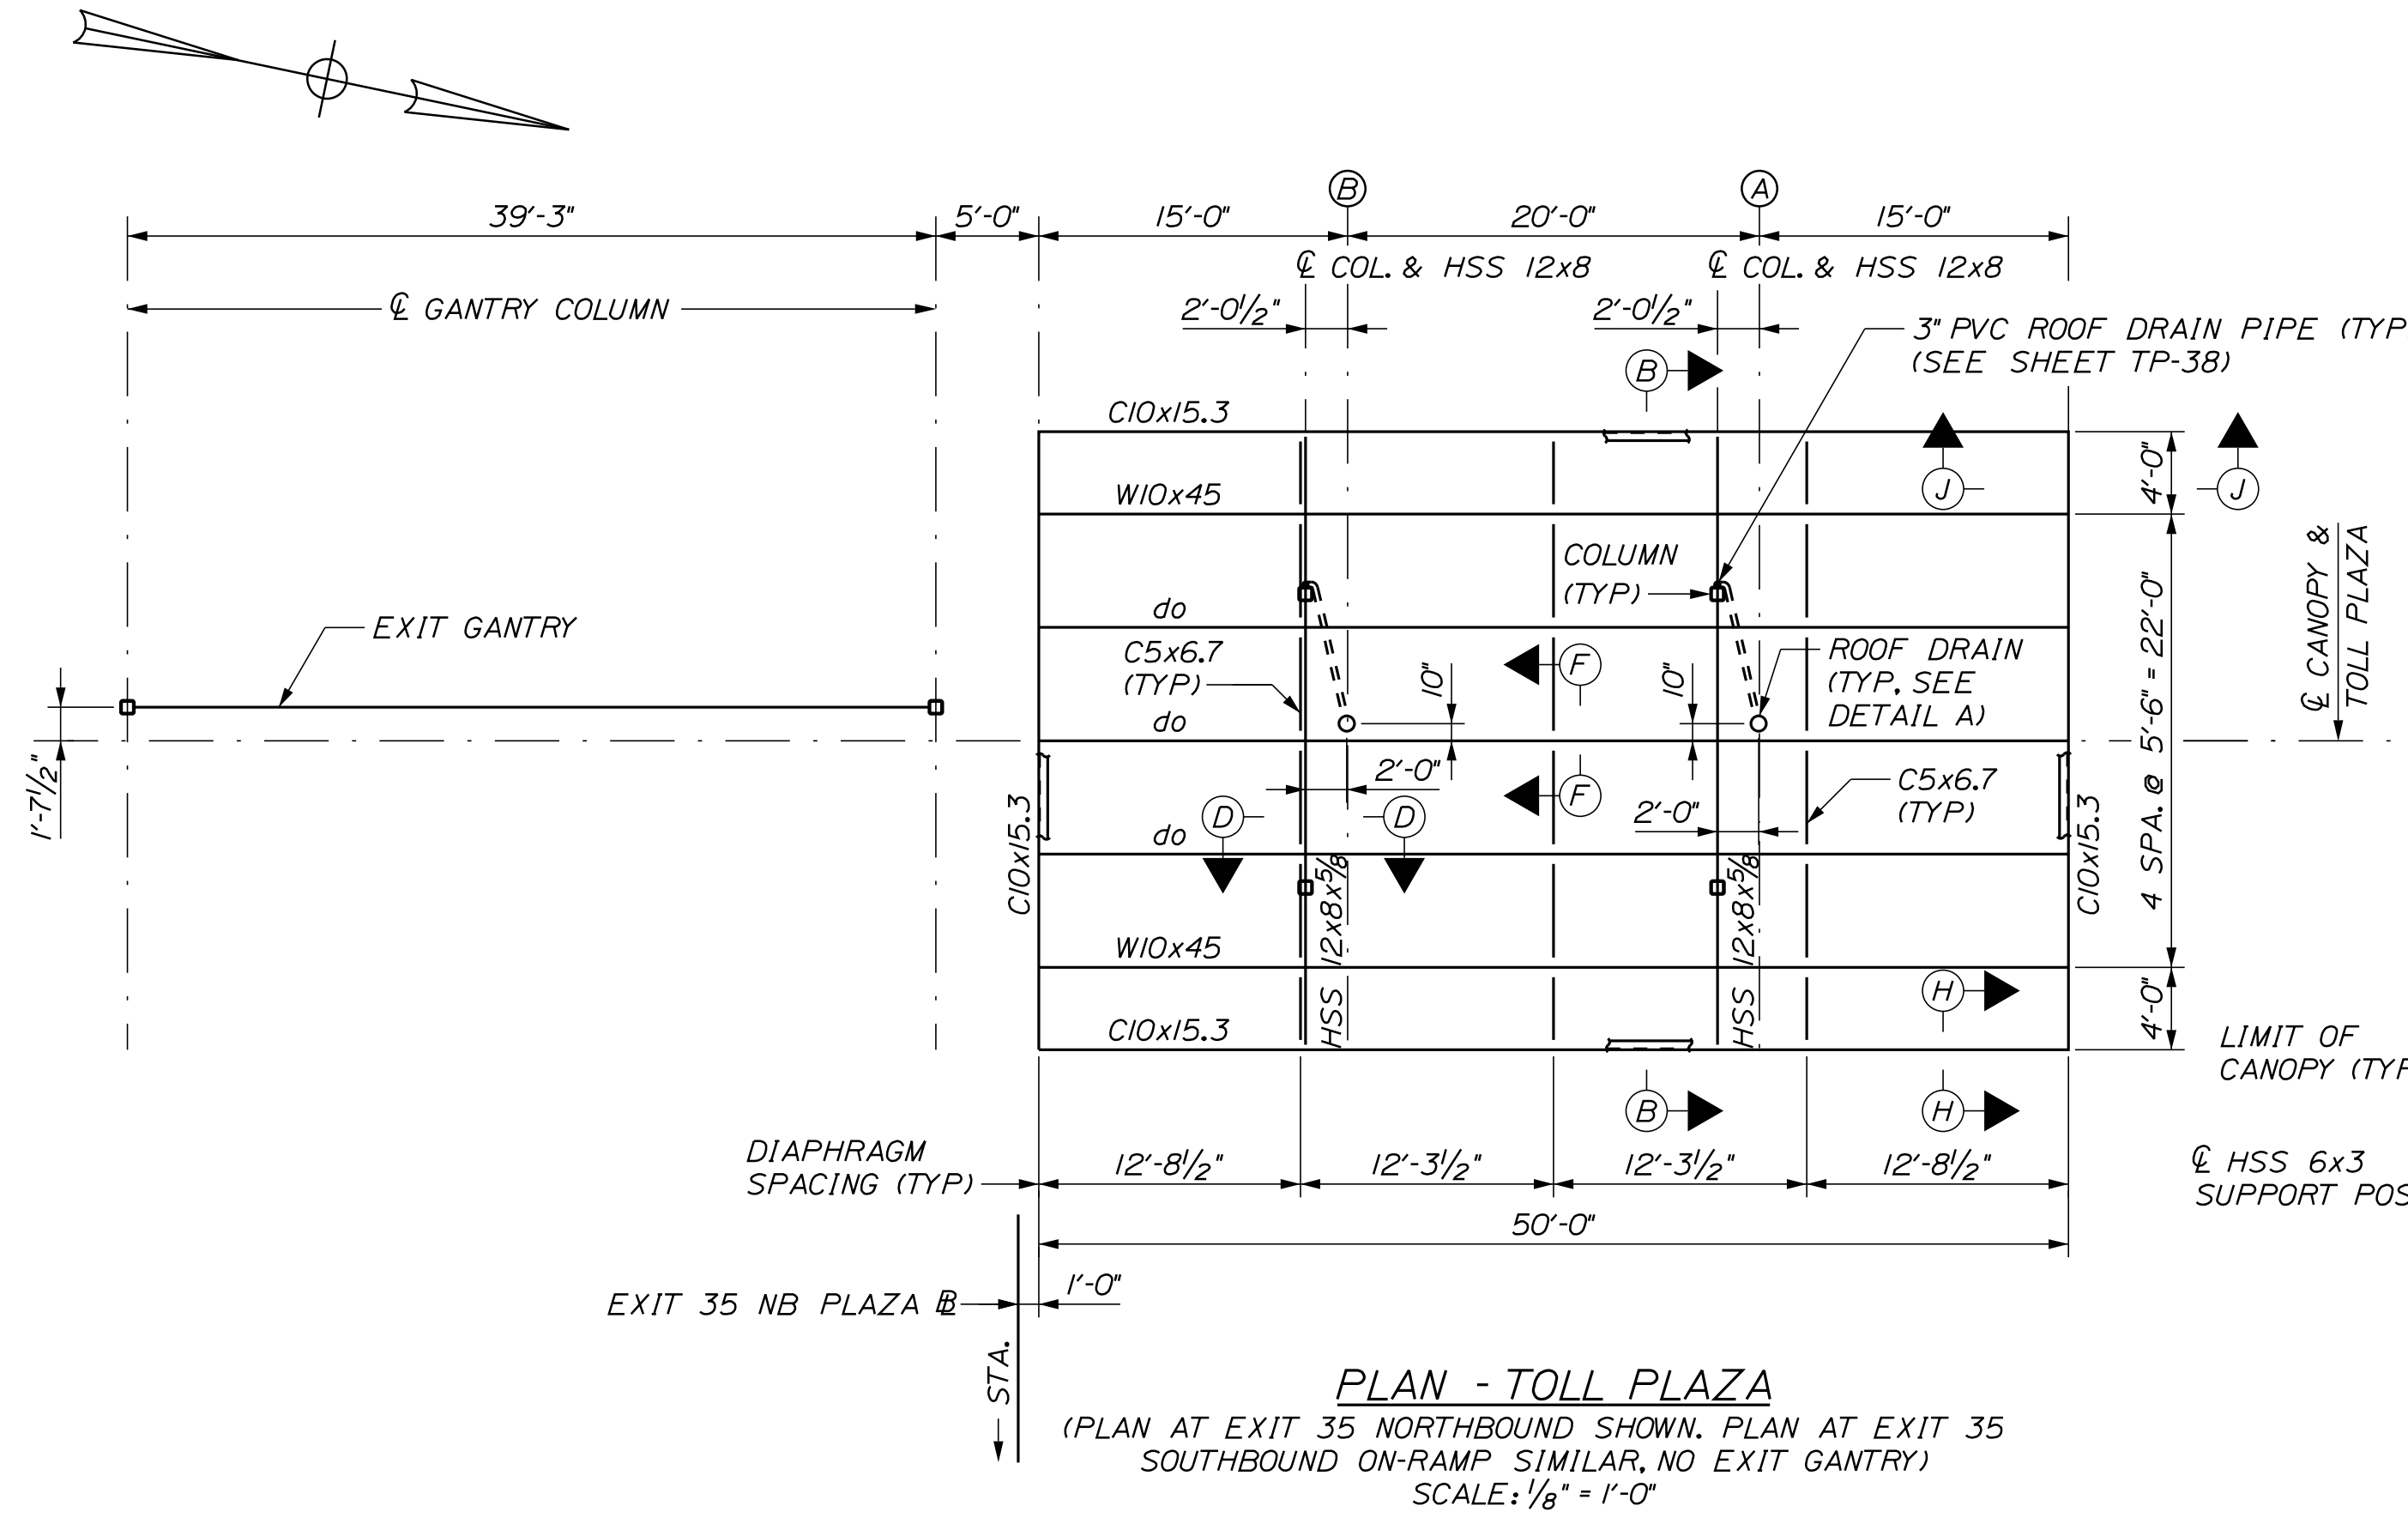 B
A
39'-3"
5'-0"
15'-0"
20'-0"
15'-0"
℄ COL. & HSS 12x8
℄ COL. & HSS 12x8
℄ GANTRY COLUMN
2'-0½"
2'-0½"
3" PVC ROOF DRAIN PIPE (TYP
(SEE SHEET TP-38)
B
C10x15.3
W10x45
J
J
4'-0"
COLUMN
(TYP)
do
EXIT GANTRY
C5x6.7
(TYP)
do
10"
F
10"
ROOF DRAIN
(TYP, SEE
DETAIL A)
4 SPA. @ 5'-6" = 22'-0"
℄ CANOPY &
TOLL PLAZA
1'-7½"
2'-0"
F
C5x6.7
(TYP)
2'-0"
D
D
do
C10x15.3
C10x15.3
HSS 12x8x⅝
HSS 12x8x⅝
W10x45
H
C10x15.3
4'-0"
LIMIT OF
CANOPY (TYP
B
H
DIAPHRAGM
SPACING (TYP)
12'-8½"
12'-3½"
12'-3½"
12'-8½"
℄ HSS 6x3
SUPPORT POS
50'-0"
1'-0"
EXIT 35 NB PLAZA BL
STA.
PLAN - TOLL PLAZA
(PLAN AT EXIT 35 NORTHBOUND SHOWN. PLAN AT EXIT 35
SOUTHBOUND ON-RAMP SIMILAR, NO EXIT GANTRY)
SCALE: ⅛" = 1'-0"